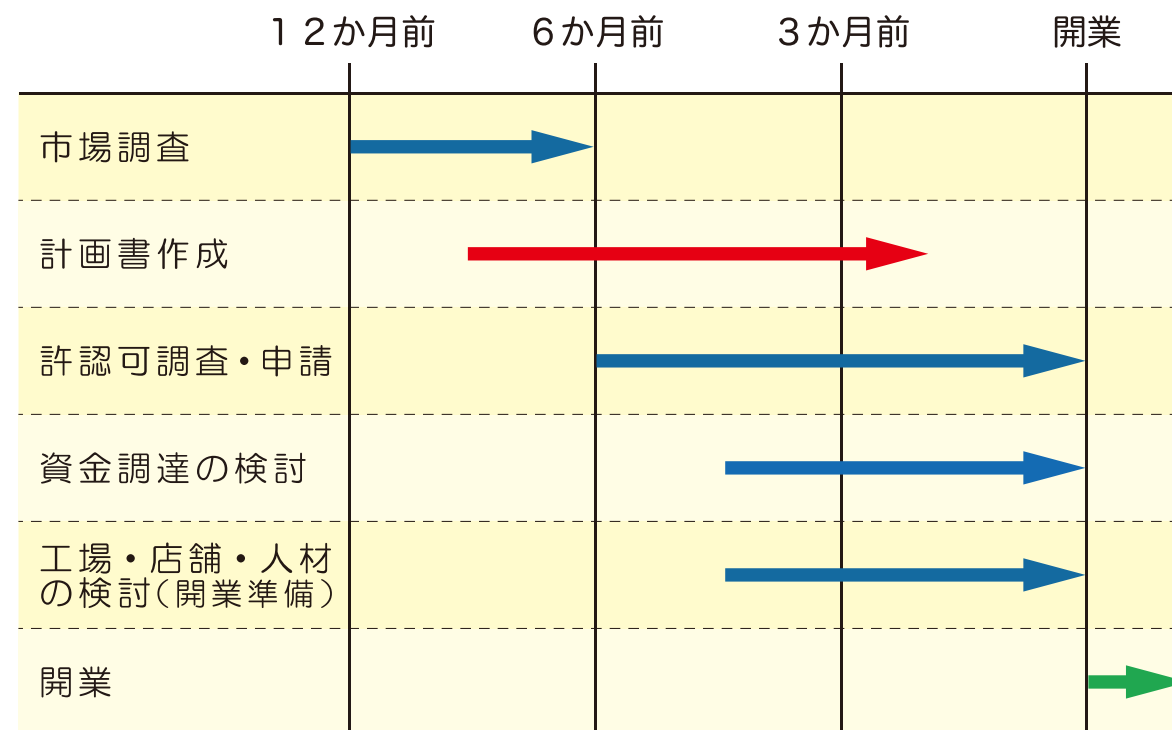 １２か月前 ６か月前 ３か月前 開業
市場調査
計画書作成
許認可調査・申請
資金調達の検討
工場・店舗・人材
の検討（開業準備）
開業